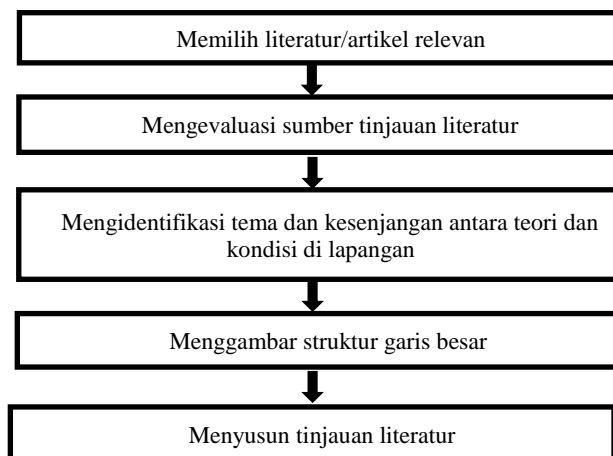 Memilih literatur/artikel relevan
Mengevaluasi sumber tinjauan literatur
Mengidentifikasi tema dan kesenjangan antara teori dan
kondisi di lapangan
Menggambar struktur garis besar
Menyusun tinjauan literatur